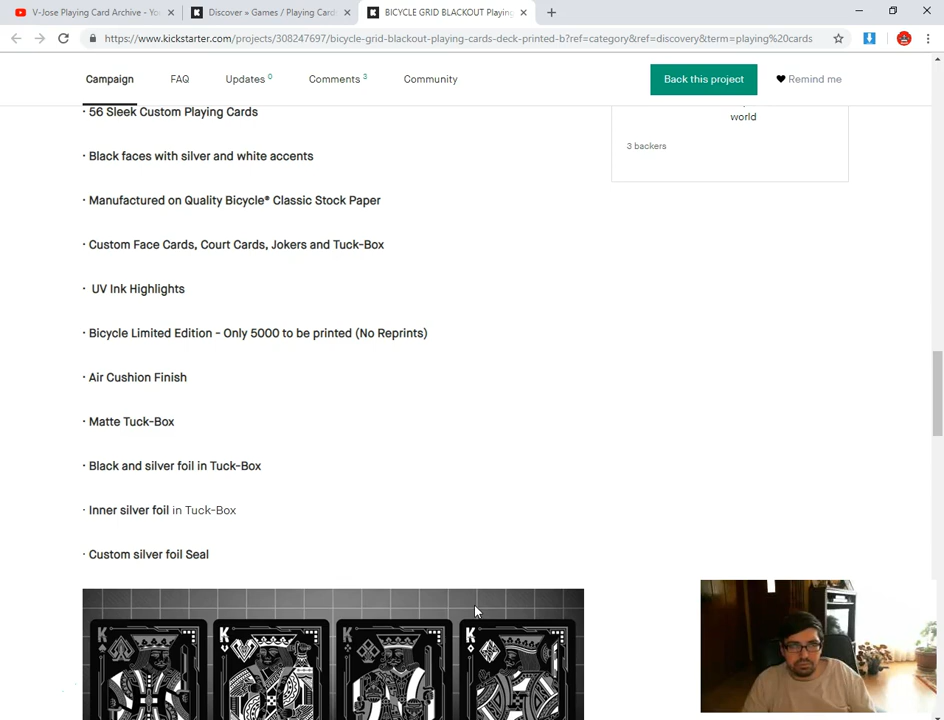 V-Jose Playing Card Archive - Yo
Discover » Games / Playing Cards
BICYCLE GRID BLACKOUT Playing
https://www.kickstarter.com/projects/308247697/bicycle-grid-blackout-playing-cards-deck-printed-b?ref=category&ref=discovery&term=playing%20cards
Campaign
FAQ
Updates 0
Comments 3
Community
Back this project
Remind me
· 56 Sleek Custom Playing Cards
world
3 backers
· Black faces with silver and white accents
· Manufactured on Quality Bicycle® Classic Stock Paper
· Custom Face Cards, Court Cards, Jokers and Tuck-Box
· UV Ink Highlights
· Bicycle Limited Edition - Only 5000 to be printed (No Reprints)
· Air Cushion Finish
· Matte Tuck-Box
· Black and silver foil in Tuck-Box
· Inner silver foil in Tuck-Box
· Custom silver foil Seal
K
K
K
K